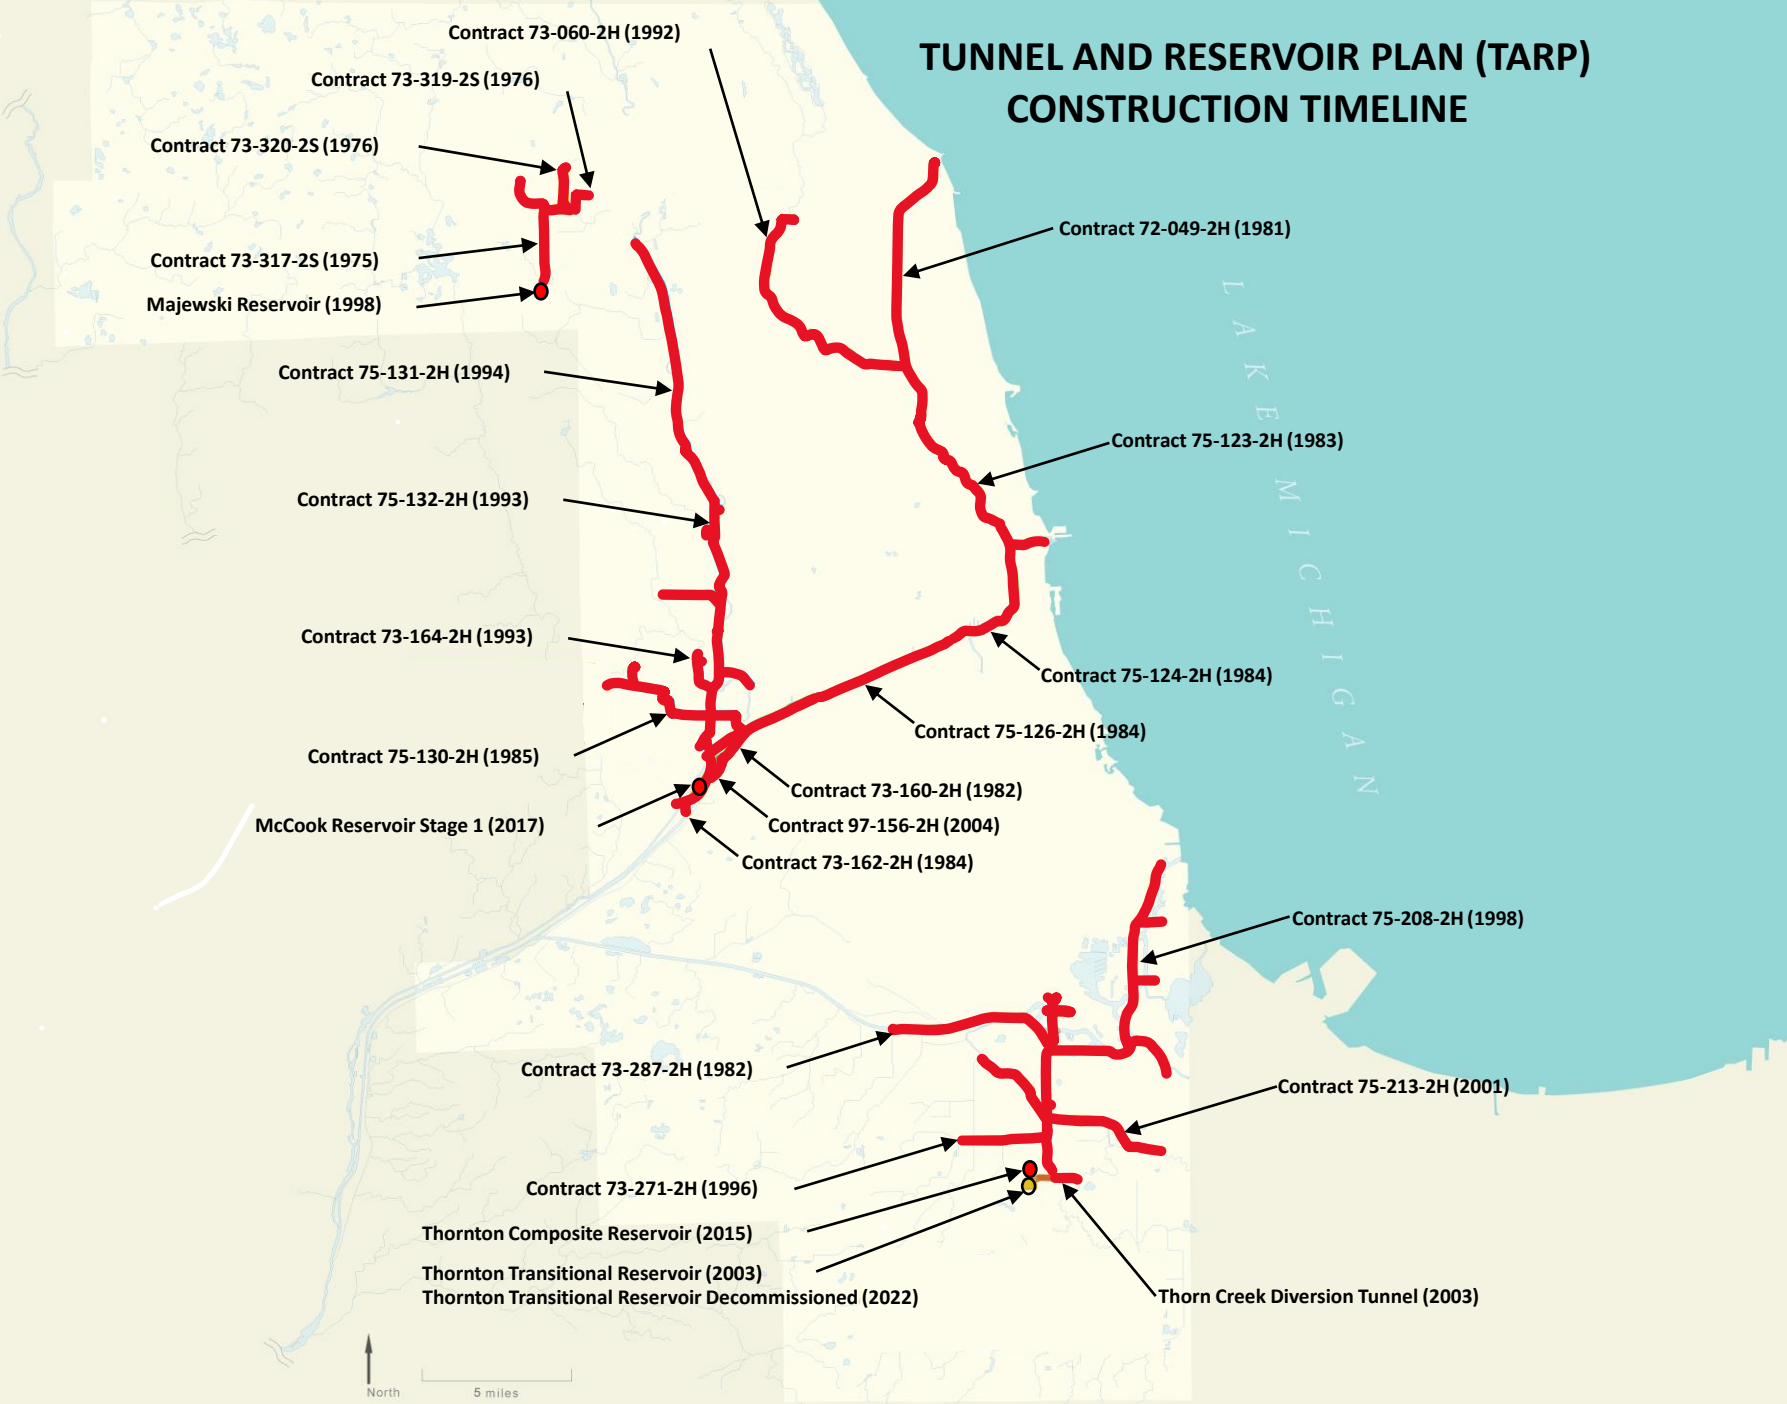 TUNNEL AND RESERVOIR PLAN (TARP)
CONSTRUCTION TIMELINE
Contract 73-060-2H (1992)
Contract 73-319-2S (1976)
Contract 73-320-2S (1976)
Contract 72-049-2H (1981)
Contract 73-317-2S (1975)
Majewski Reservoir (1998)
Contract 75-131-2H (1994)
Contract 75-123-2H (1983)
Contract 75-132-2H (1993)
LAKE MICHIGAN
Contract 73-164-2H (1993)
Contract 75-124-2H (1984)
Contract 75-126-2H (1984)
Contract 75-130-2H (1985)
Contract 73-160-2H (1982)
McCook Reservoir Stage 1 (2017)
Contract 97-156-2H (2004)
Contract 73-162-2H (1984)
Contract 75-208-2H (1998)
Contract 73-287-2H (1982)
Contract 75-213-2H (2001)
Contract 73-271-2H (1996)
Thornton Composite Reservoir (2015)
Thornton Transitional Reservoir (2003)
Thornton Transitional Reservoir Decommissioned (2022)
Thorn Creek Diversion Tunnel (2003)
North
5 miles